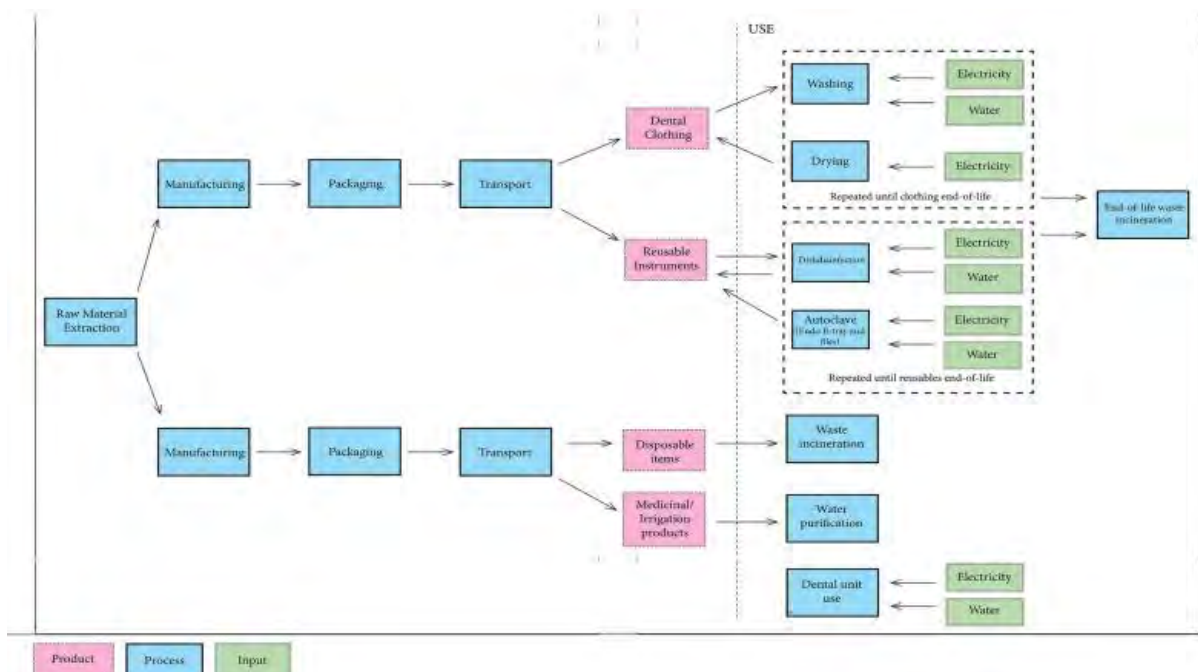 USE
Washing
Electricity
Water
Dental
Clothing
Drying
Electricity
Repeated until clothing end-of-life
Manufacturing
Packaging
Transport
End-of-life waste
incineration
Reusable
Instruments
Electricity
Water
Raw Material
Extraction
Autoclave
Electricity
Water
Repeated until reusables end-of-life
Manufacturing
Packaging
Transport
Disposable
items
Waste
incineration
Medicinal/
Irrigation
products
Water
purification
Dental unit
use
Electricity
Water
Product
Process
Input